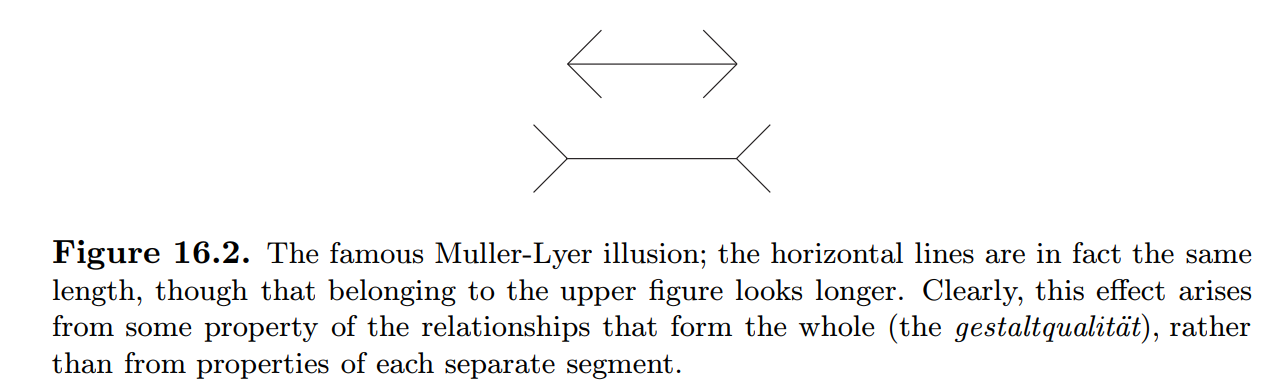 Figure 16.2. The famous Muller-Lyer illusion; the horizontal lines are in fact the same
length, though that belonging to the upper figure looks longer. Clearly, this effect arises
from some property of the relationships that form the whole (the gestaltqualität), rather
than from properties of each separate segment.